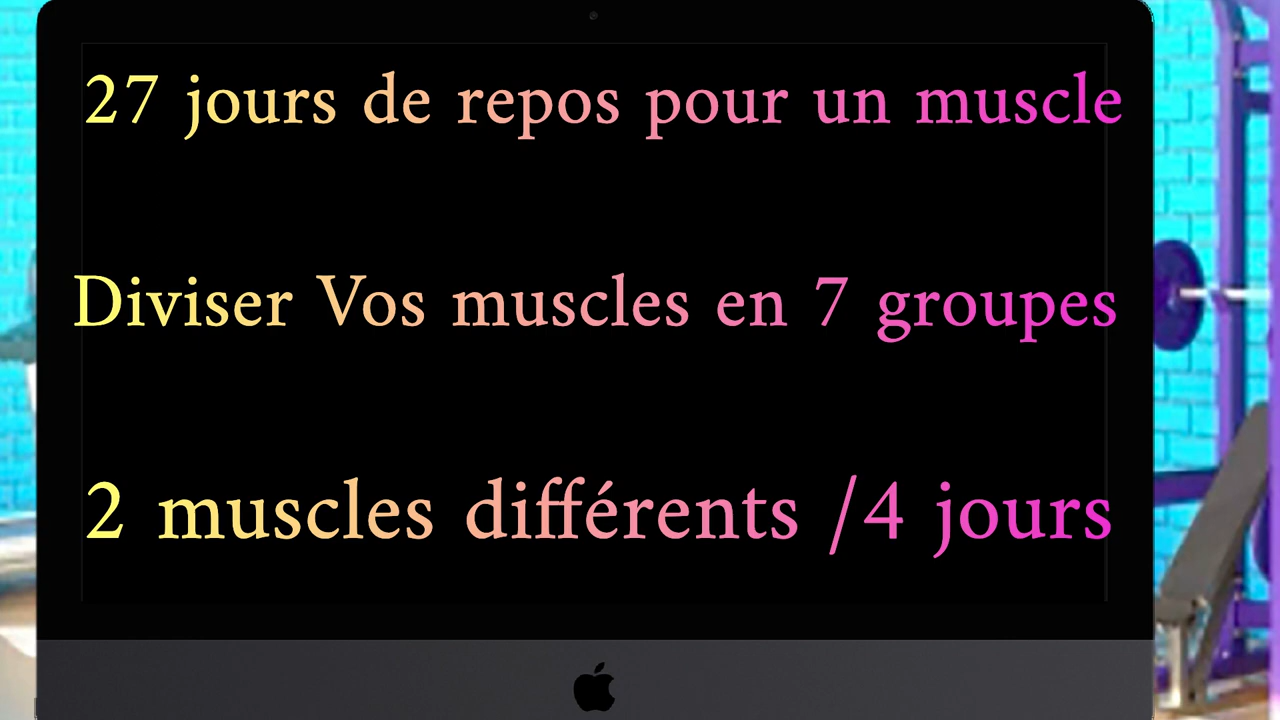 27 jours de repos pour un muscle
Diviser Vos muscles en 7 groupes
2 muscles différents /4 jours